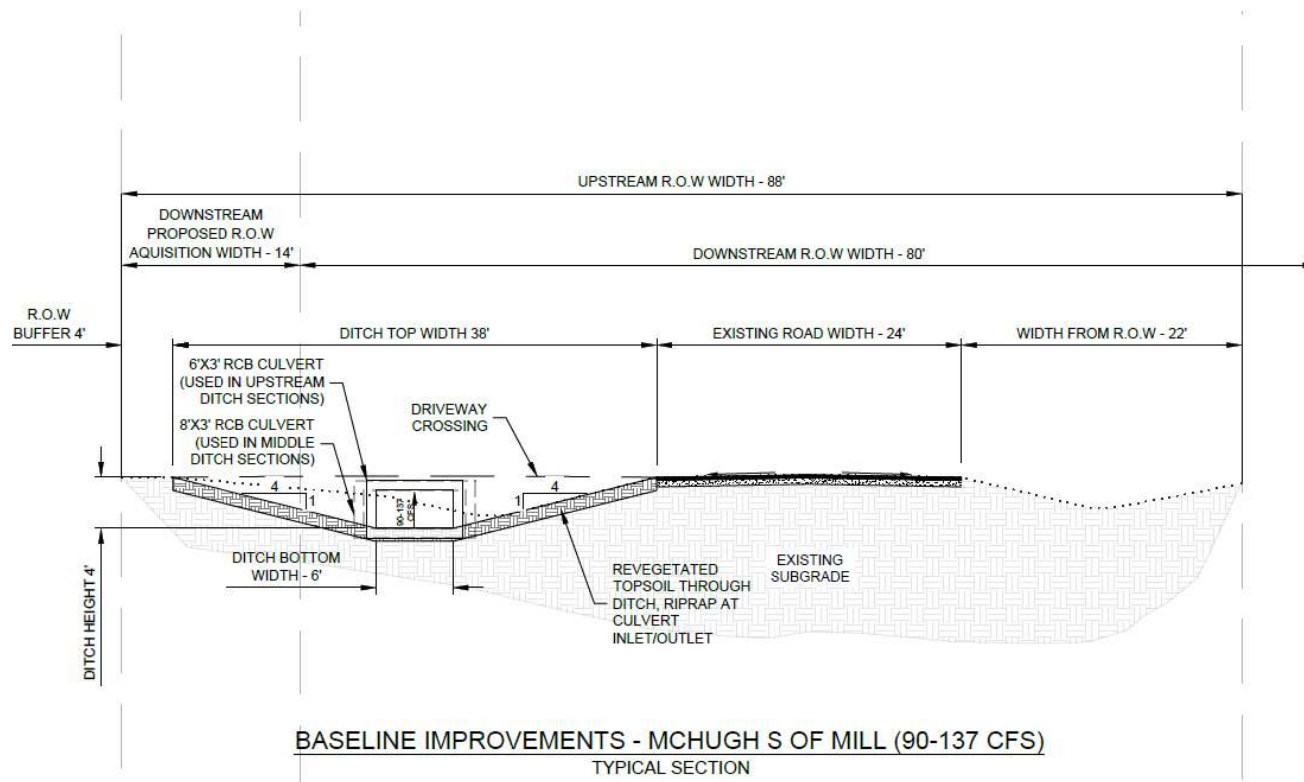 UPSTREAM R.O.W WIDTH - 88'
DOWNSTREAM
PROPOSED R.O.W
AQUISITION WIDTH - 14'
DOWNSTREAM R.O.W WIDTH - 80'
R.O.W
BUFFER 4'
DITCH TOP WIDTH 38'
EXISTING ROAD WIDTH - 24'
WIDTH FROM R.O.W - 22'
6'X3' RCB CULVERT
(USED IN UPSTREAM
DITCH SECTIONS)
8'X3' RCB CULVERT
(USED IN MIDDLE
DITCH SECTIONS)
DRIVEWAY
CROSSING
4
1
4
1
90-137
CFS
DITCH HEIGHT 4'
DITCH BOTTOM
WIDTH - 6'
REVEGETATED
TOPSOIL THROUGH
DITCH, RIPRAP AT
CULVERT
INLET/OUTLET
EXISTING
SUBGRADE
BASELINE IMPROVEMENTS - MCHUGH S OF MILL (90-137 CFS)
TYPICAL SECTION